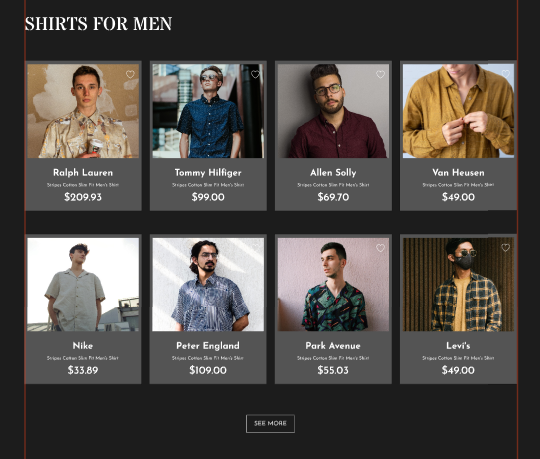 SHIRTS FOR MEN
Ralph Lauren
Stripes Cotton Slim Fit Men's Shirt
$209.93
Tommy Hilfiger
Stripes Cotton Slim Fit Men's Shirt
$99.00
Allen Solly
Stripes Cotton Slim Fit Men's Shirt
$69.70
Van Heusen
Stripes Cotton Slim Fit Men's Shirt
$49.00
Nike
Stripes Cotton Slim Fit Men's Shirt
$33.89
Peter England
Stripes Cotton Slim Fit Men's Shirt
$109.00
Park Avenue
Stripes Cotton Slim Fit Men's Shirt
$55.03
Levi's
Stripes Cotton Slim Fit Men's Shirt
$49.00
SEE MORE